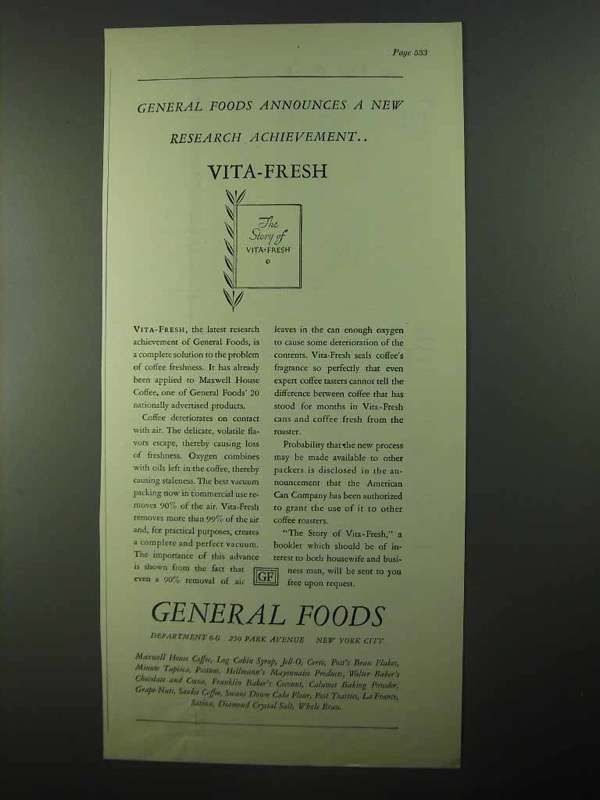 Page 533
GENERAL FOODS ANNOUNCES A NEW
RESEARCH ACHIEVEMENT..
VITA-FRESH
The
Story of
VITA-FRESH
VITA-FRESH, the latest research
achievement of General Foods, is
a complete solution to the problem
of coffee freshness. It has already
been applied to Maxwell House
Coffee, one of General Foods' 20
nationally advertised products.
Coffee deteriorates on contact
with air. The delicate, volatile fla-
vors escape, thereby causing loss
of freshness. Oxygen combines
with oils left in the coffee, thereby
causing staleness. The best vacuum
packing now in commercial use re-
moves 90% of the air. Vita-Fresh
removes more than 99% of the air
and, for practical purposes, creates
a complete and perfect vacuum.
The importance of this advance
is shown from the fact that
even a 90% removal of air
leaves in the can enough oxygen
to cause some deterioration of the
contents. Vita-Fresh seals coffee's
fragrance so perfectly that even
expert coffee tasters cannot tell the
difference between coffee that has
stood for months in Vita-Fresh
cans and coffee fresh from the
roaster.
Probability that the new process
may be made available to other
packers is disclosed in the an-
nouncement that the American
Can Company has been authorized
to grant the use of it to other
coffee roasters.
"The Story of Vita-Fresh," a
booklet which should be of in-
terest to both housewife and busi-
ness man, will be sent to you
free upon request.
GF
GENERAL FOODS
DEPARTMENT 6-G 250 PARK AVENUE NEW YORK CITY
Maxwell House Coffee, Log Cabin Syrup, Jell-O, Certo, Post's Bran Flakes,
Minute Tapioca, Postum, Hellmann's Mayonnaise Products, Walter Baker's
Chocolate and Cocoa, Franklin Baker's Coconut, Calumet Baking Powder,
Grape-Nuts, Sanka Coffee, Swans Down Cake Flour, Post Toasties, La France,
Satina, Diamond Crystal Salt, Whole Bran.